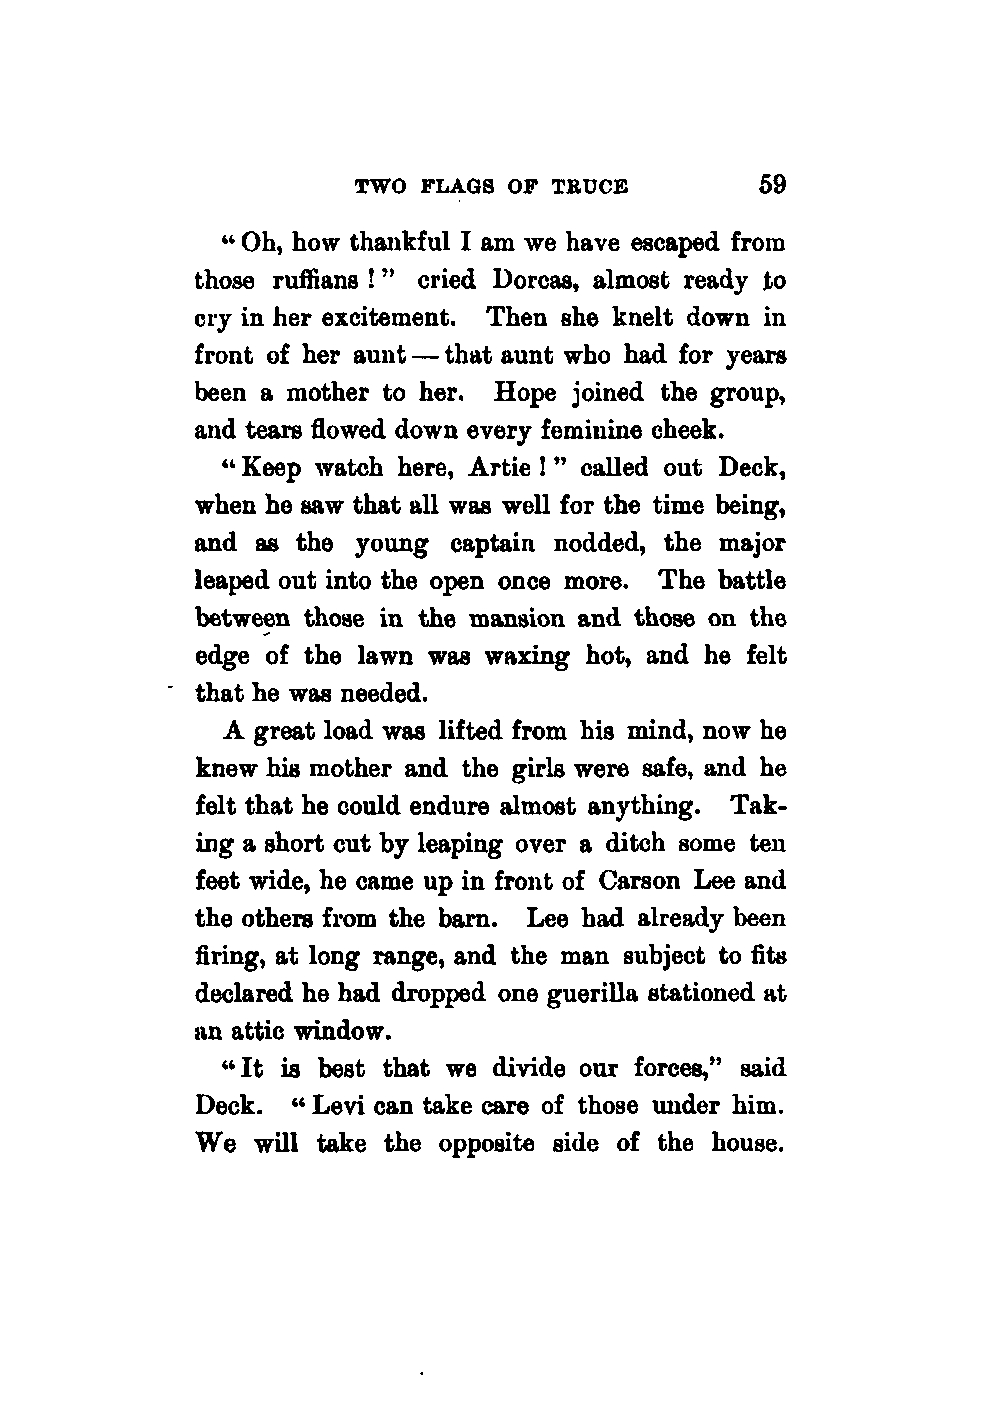 TWO FLAGS OF TRUCE 59
“Oh, how thankful I am we have escaped from
those ruffians!” cried Dorcas, almost ready to
cry in her excitement. Then she knelt down in
front of her aunt — that aunt who had for years
been a mother to her. Hope joined the group,
and tears flowed down every feminine cheek.
“Keep watch here, Artie!” called out Deck,
when he saw that all was well for the time being,
and as the young captain nodded, the major
leaped out into the open once more. The battle
between those in the mansion and those on the
edge of the lawn was waxing hot, and he felt
that he was needed.
A great load was lifted from his mind, now he
knew his mother and the girls were safe, and he
felt that he could endure almost anything. Tak-
ing a short cut by leaping over a ditch some ten
feet wide, he came up in front of Carson Lee and
the others from the barn. Lee had already been
firing, at long range, and the man subject to fits
declared he had dropped one guerilla stationed at
an attic window.
“It is best that we divide our forces,” said
Deck. “Levi can take care of those under him.
We will take the opposite side of the house.